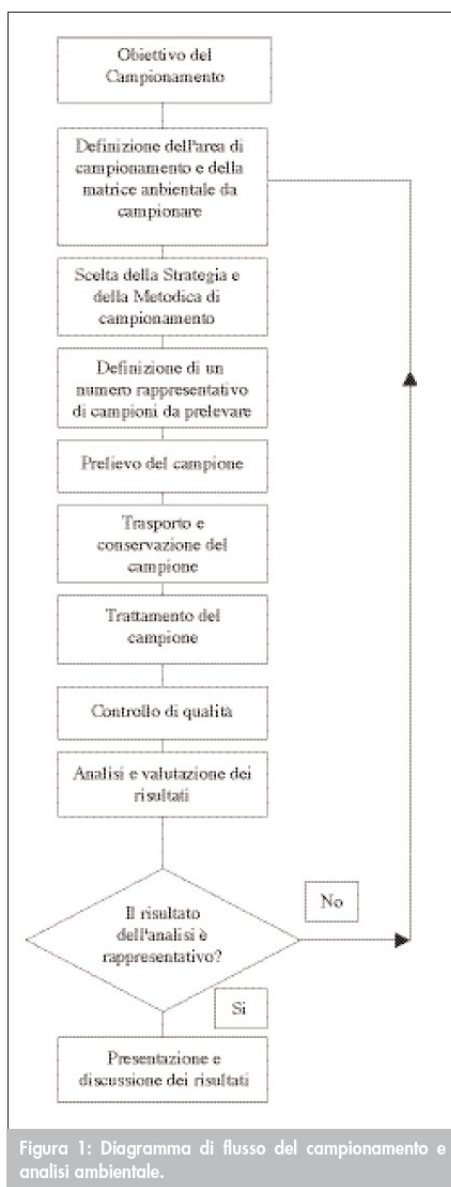 Obiettivo del
Campionamento
Definizione dell'area di
campionamento e della
matrice anbientale da
campionare
Scelta della Strategia e
della Metodica di
campionamento
Definizione di un
numero rappresentativo
di campioni da prelevare
Prelievo del campione
Trasporto e
conservazione del
campione
Trattamento del
campione
Controllo di qualità
Analisi e valutazione dei
risultati
Il risultato
dell'analisi è
rappresentativo?
No
Si
Presentazione e
discussione dei risultati
Figura 1: Diagramma di flusso del campionamento e
analisi ambientale.